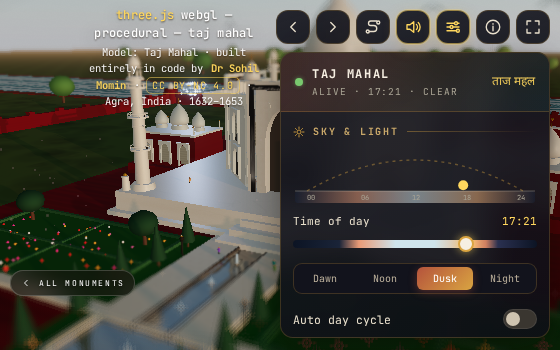 three.js webgl —
procedural — taj mahal
Model: Taj Mahal · built
entirely in code by Dr Sohil
Momin · CC BY-ND 4.0 ·
Agra, India · 1632–1653
TAJ MAHAL
ALIVE · 17:21 · CLEAR
ताज महल
SKY & LIGHT
00 06 12 18 24
Time of day 17:21
Dawn Noon Dusk Night
ALL MONUMENTS
Auto day cycle